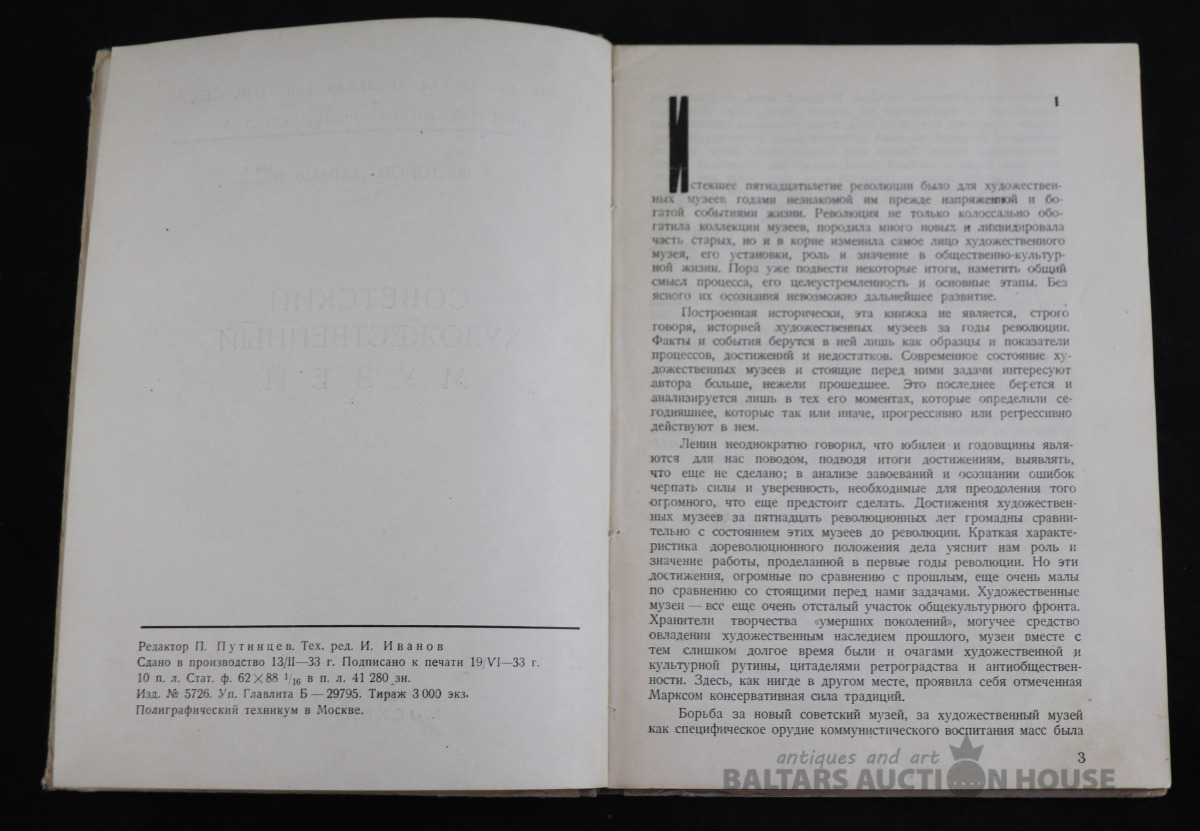 СОВЕТСКИЙ
ХУДОЖЕСТВЕННЫЙ
МУЗЕЙ
Редактор П. Путинцев. Тех. ред. И. Иванов
Сдано в производство 13/II—33 г. Подписано к печати 19/VI—33 г.
10 п. л. Стат. ф. 62×88 1/16 в п. л. 41 280 зн.
Изд. № 5726. Уп. Главлита Б—29795. Тираж 3 000 экз.
Полиграфический техникум в Москве.
1
Истекшее пятнадцатилетие революции было для художествен-
ных музеев годами незнакомой им прежде напряженной и бо-
гатой событиями жизни. Революция не только колоссально обо-
гатила коллекции музеев, породила много новых и ликвидировала
часть старых, но и в корне изменила самое лицо художественного
музея, его установки, роль и значение в общественно-культур-
ной жизни. Пора уже подвести некоторые итоги, наметить общий
смысл процесса, его целеустремленность и основные этапы. Без
ясного их осознания невозможно дальнейшее развитие.
Построенная исторически, эта книжка не является, строго
говоря, историей художественных музеев за годы революции.
Факты и события берутся в ней лишь как образцы и показатели
процессов, достижений и недостатков. Современное состояние ху-
дожественных музеев и стоящие перед ними задачи интересуют
автора больше, нежели прошедшее. Это последнее берется и
анализируется лишь в тех его моментах, которые определили се-
годняшнее, которые так или иначе, прогрессивно или регрессивно
действуют в нем.
Ленин неоднократно говорил, что юбилеи и годовщины явля-
ются для нас поводом, подводя итоги достижениям, выявлять,
что еще не сделано; в анализе завоеваний и осознании ошибок
черпать силы и уверенность, необходимые для преодоления того
огромного, что еще предстоит сделать. Достижения художествен-
ных музеев за пятнадцать революционных лет громадны сравни-
тельно с состоянием этих музеев до революции. Краткая характе-
ристика дореволюционного положения дела уяснит нам роль и
значение работы, проделанной в первые годы революции. Но эти
достижения, огромные по сравнению с прошлым, еще очень малы
по сравнению со стоящими перед нами задачами. Художественные
музеи — все еще очень отсталый участок общекультурного фронта.
Хранители творчества «умерших поколений», могучее средство
овладения художественным наследием прошлого, музеи вместе с
тем слишком долгое время были и очагами художественной и
культурной рутины, цитаделями ретроградства и антиобществен-
ности. Здесь, как нигде в другом месте, проявила себя отмеченная
Марксом консервативная сила традиций.
Борьба за новый советский музей, за художественный музей
как специфическое орудие коммунистического воспитания масс была
3
antiques and art
BALTARS AUCTION HOUSE